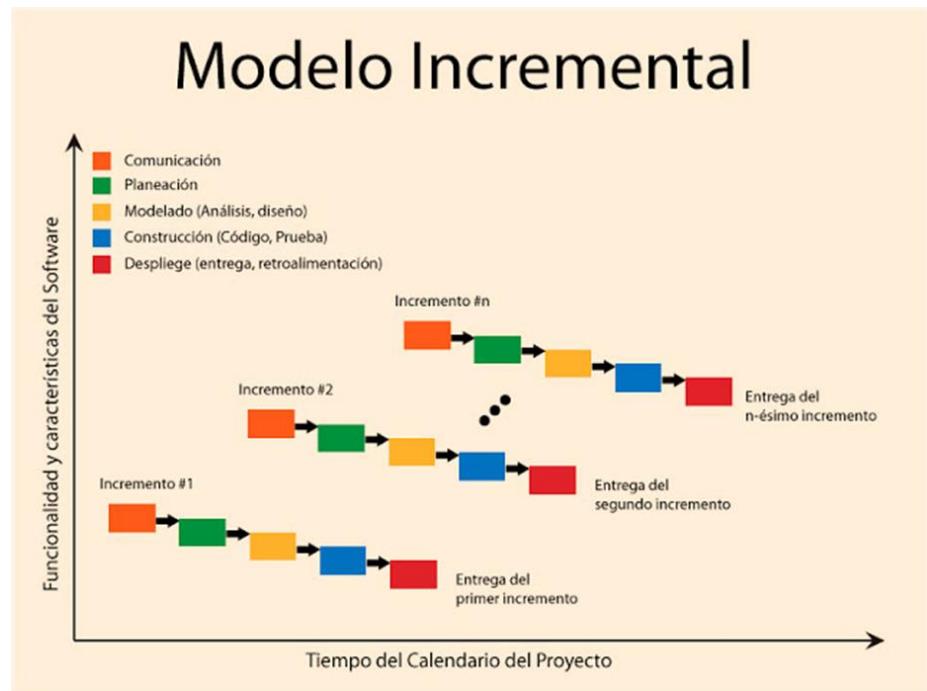 Modelo Incremental
Comunicación
Planeación
Modelado (Análisis, diseño)
Construcción (Código, Prueba)
Despliege (entrega, retroalimentación)
Funcionalidad y características del Software
Incremento #n
Entrega del
n-ésimo incremento
Incremento #2
Entrega del
segundo incremento
Incremento #1
Entrega del
primer incremento
Tiempo del Calendario del Proyecto